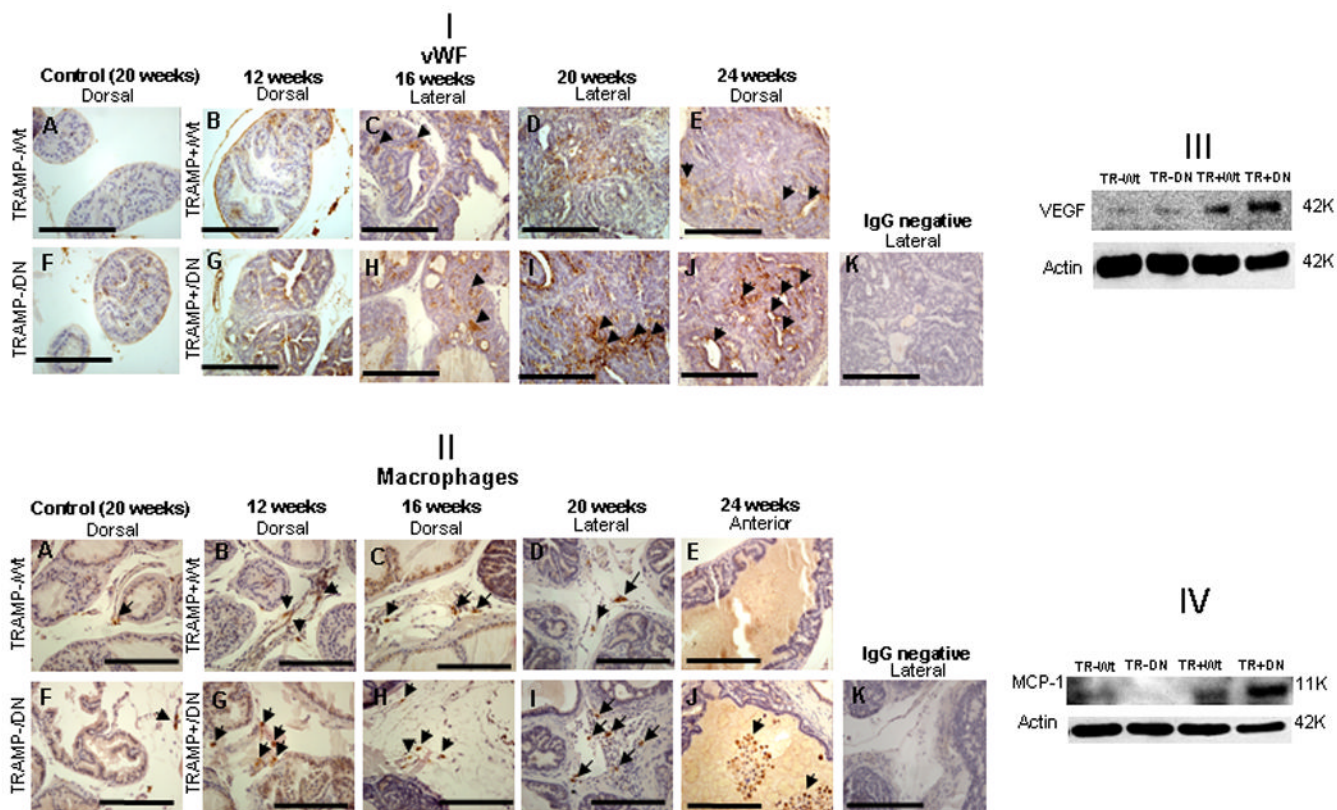 I
vWF
Control (20 weeks) 12 weeks 16 weeks 20 weeks 24 weeks
Dorsal Dorsal Lateral Lateral Dorsal
TRAMP-/Wt A TRAMP+/Wt B C D E
IgG negative
Lateral
TRAMP-/DN F TRAMP+/DN G H I J K
III
TR-Wt TR-DN TR+Wt TR+DN
VEGF 42K
Actin 42K
II
Macrophages
Control (20 weeks) 12 weeks 16 weeks 20 weeks 24 weeks
Dorsal Dorsal Dorsal Lateral Anterior
TRAMP-/Wt A TRAMP+/Wt B C D E
IgG negative
Lateral
TRAMP-/DN F TRAMP+/DN G H I J K
IV
TR-Wt TR-DN TR+Wt TR+DN
MCP-1 11K
Actin 42K